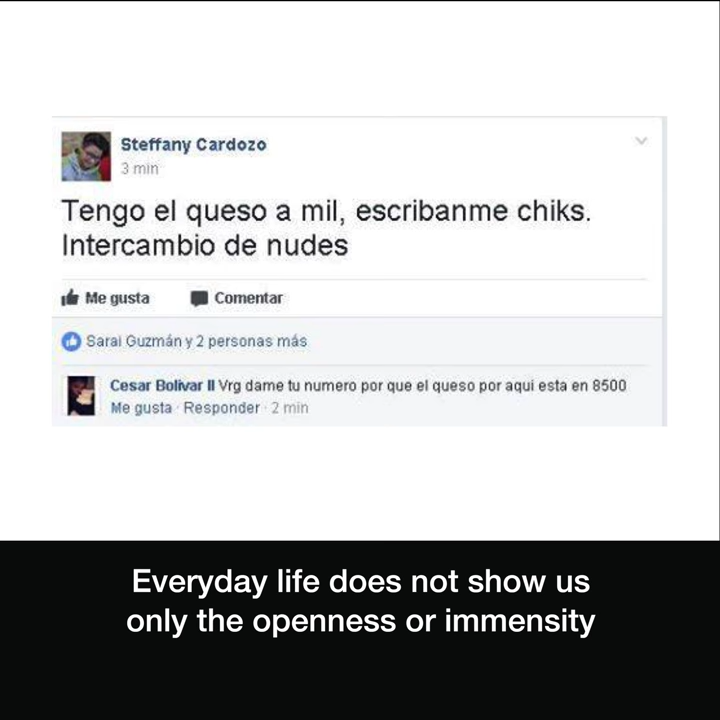 Steffany Cardozo
3 min
Tengo el queso a mil, escribanme chiks.
Intercambio de nudes
Me gusta Comentar
Sarai Guzmán y 2 personas más
Cesar Bolivar II Vrg dame tu numero por que el queso por aqui esta en 8500
Me gusta · Responder · 2 min
Everyday life does not show us
only the openness or immensity